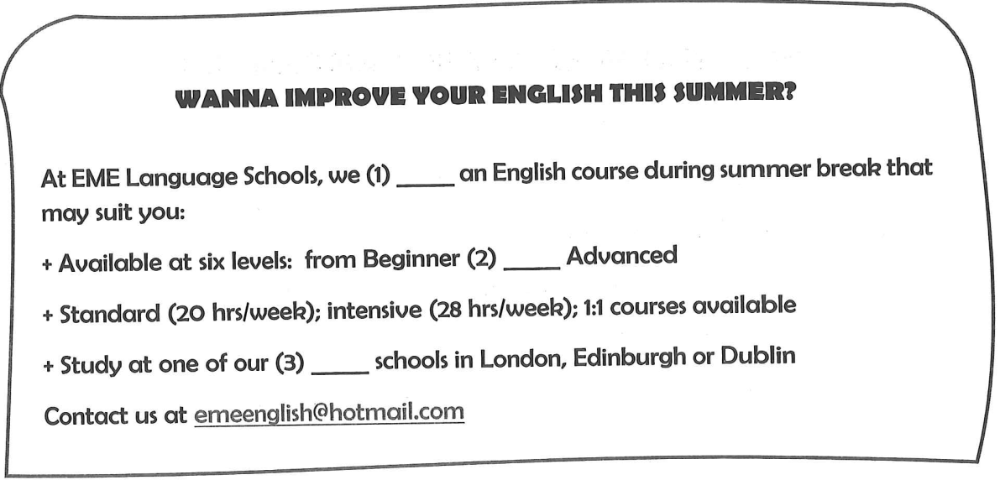 WANNA IMPROVE YOUR ENGLISH THIS SUMMER?
At EME Language Schools, we (1) _____ an English course during summer break that
may suit you:
+ Available at six levels: from Beginner (2) _____ Advanced
+ Standard (20 hrs/week); intensive (28 hrs/week); 1:1 courses available
+ Study at one of our (3) _____ schools in London, Edinburgh or Dublin
Contact us at emeenglish@hotmail.com